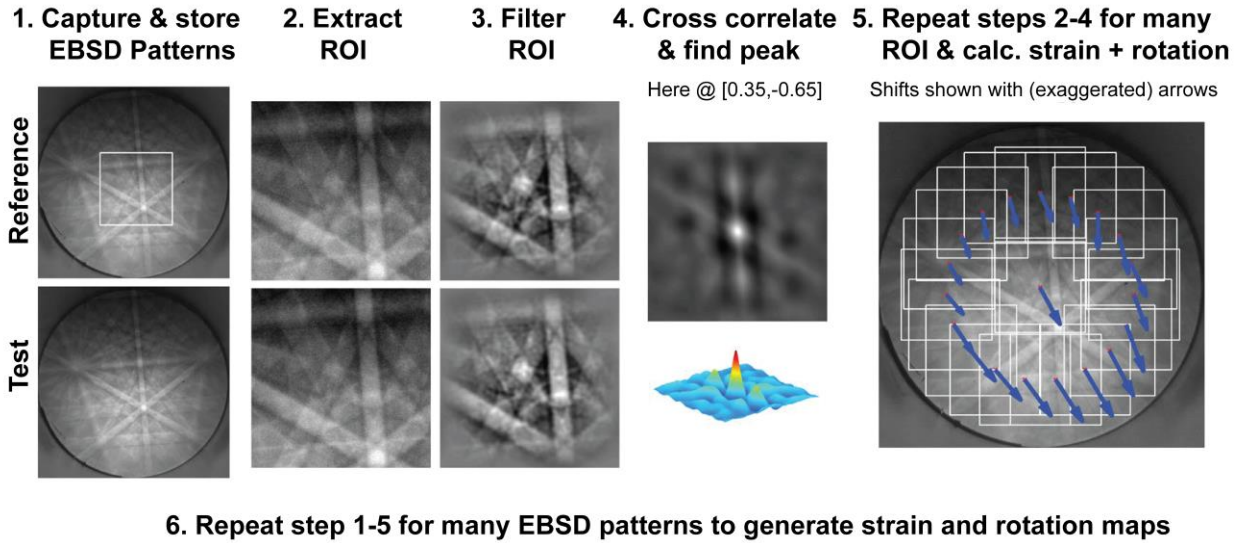 1. Capture & store
EBSD Patterns
2. Extract
ROI
3. Filter
ROI
4. Cross correlate
& find peak
Here @ [0.35,-0.65]
5. Repeat steps 2-4 for many
ROI & calc. strain + rotation
Shifts shown with (exaggerated) arrows
Reference
Test
6. Repeat step 1-5 for many EBSD patterns to generate strain and rotation maps